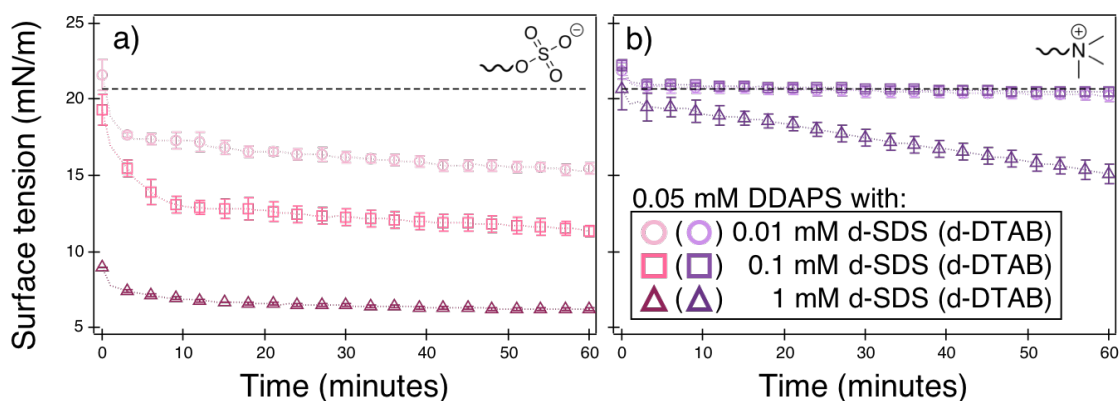 a)
O
S
O
O
O
⊖
b)
⊕
N
Surface tension (mN/m)
25
20
15
10
5
0
10
20
30
40
50
60
Time (minutes)
0
10
20
30
40
50
60
Time (minutes)
0.05 mM DDAPS with:
( ) 0.01 mM d-SDS (d-DTAB)
( ) 0.1 mM d-SDS (d-DTAB)
( ) 1 mM d-SDS (d-DTAB)